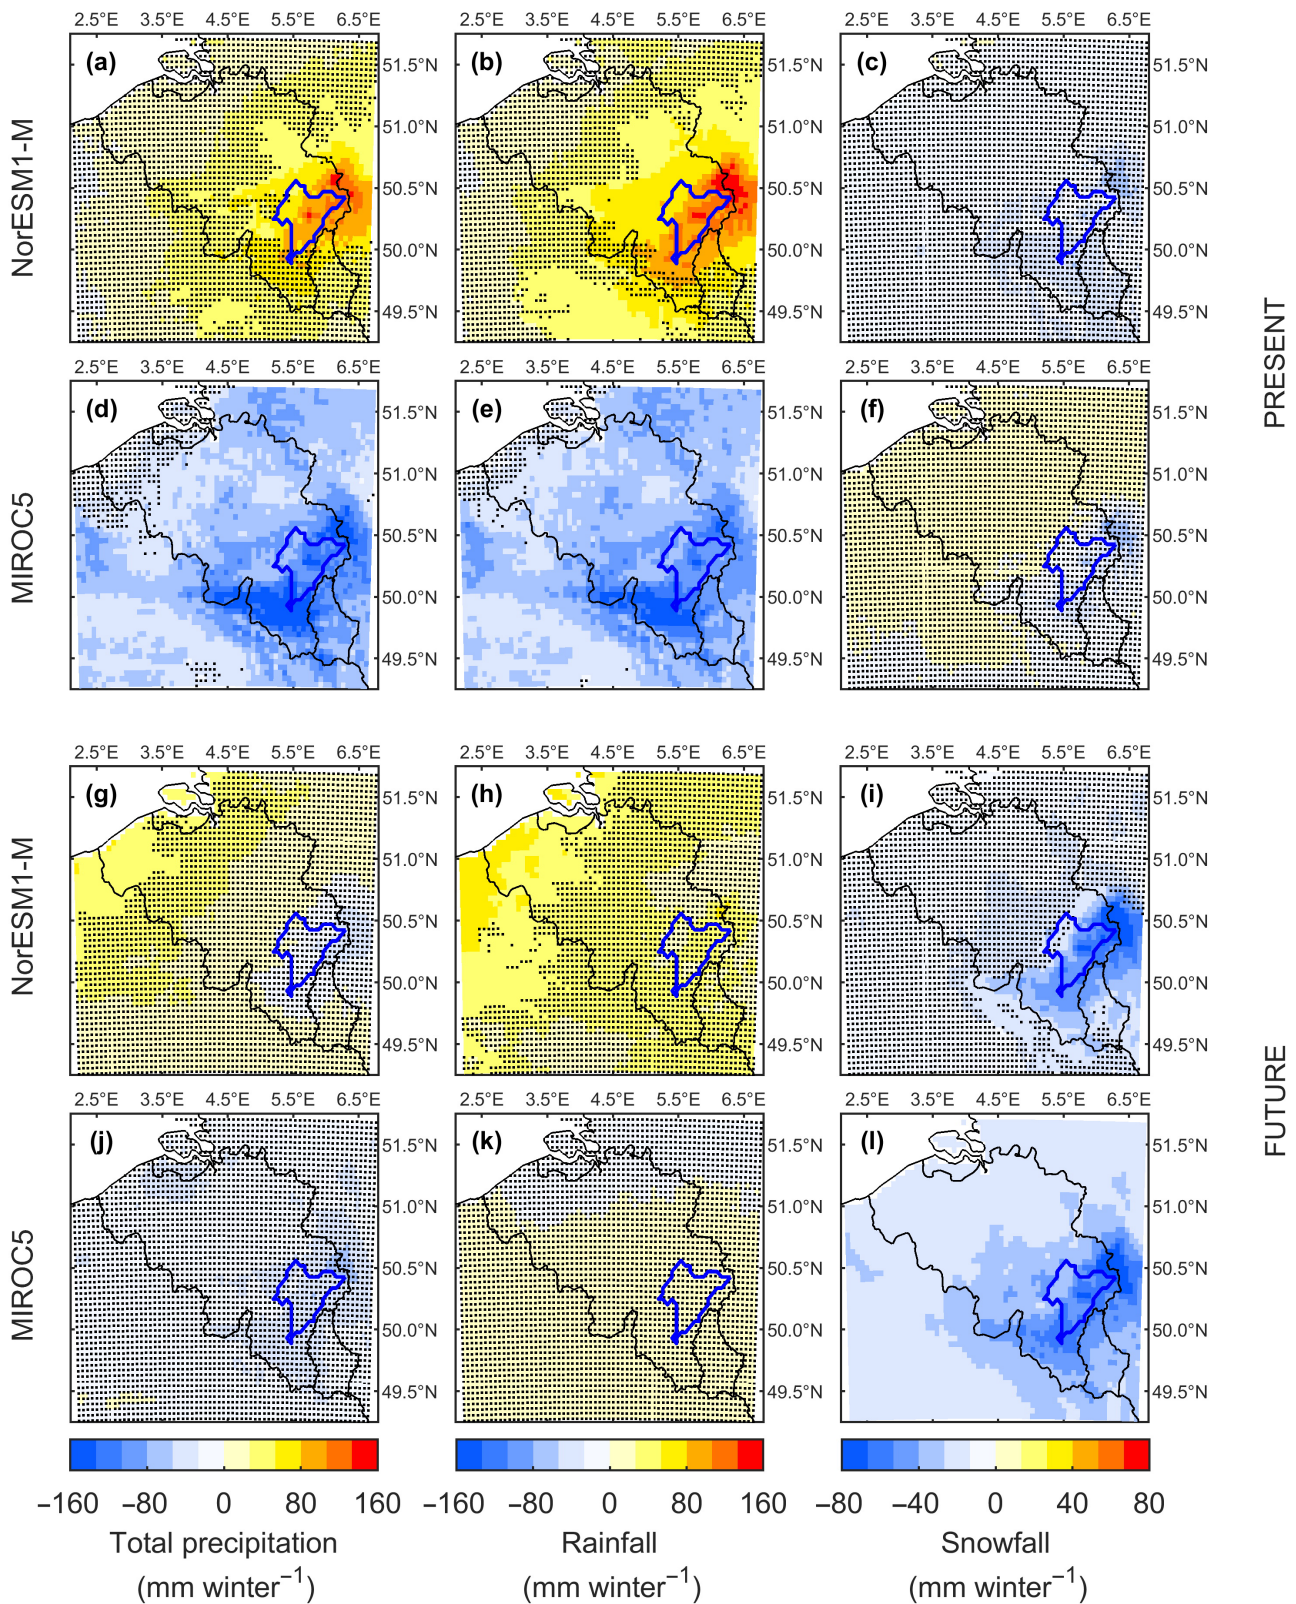 2.5°E 3.5°E 4.5°E 5.5°E 6.5°E 2.5°E 3.5°E 4.5°E 5.5°E 6.5°E 2.5°E 3.5°E 4.5°E 5.5°E 6.5°E
NorESM1-M
(a) (b) (c)
51.5°N 51.5°N 51.5°N
51.0°N 51.0°N 51.0°N
50.5°N 50.5°N 50.5°N
50.0°N 50.0°N 50.0°N
49.5°N 49.5°N 49.5°N
PRESENT
2.5°E 3.5°E 4.5°E 5.5°E 6.5°E 2.5°E 3.5°E 4.5°E 5.5°E 6.5°E 2.5°E 3.5°E 4.5°E 5.5°E 6.5°E
MIROC5
(d) (e) (f)
51.5°N 51.5°N 51.5°N
51.0°N 51.0°N 51.0°N
50.5°N 50.5°N 50.5°N
50.0°N 50.0°N 50.0°N
49.5°N 49.5°N 49.5°N
2.5°E 3.5°E 4.5°E 5.5°E 6.5°E 2.5°E 3.5°E 4.5°E 5.5°E 6.5°E 2.5°E 3.5°E 4.5°E 5.5°E 6.5°E
NorESM1-M
(g) (h) (i)
51.5°N 51.5°N 51.5°N
51.0°N 51.0°N 51.0°N
50.5°N 50.5°N 50.5°N
50.0°N 50.0°N 50.0°N
49.5°N 49.5°N 49.5°N
FUTURE
2.5°E 3.5°E 4.5°E 5.5°E 6.5°E 2.5°E 3.5°E 4.5°E 5.5°E 6.5°E 2.5°E 3.5°E 4.5°E 5.5°E 6.5°E
MIROC5
(j) (k) (l)
51.5°N 51.5°N 51.5°N
51.0°N 51.0°N 51.0°N
50.5°N 50.5°N 50.5°N
50.0°N 50.0°N 50.0°N
49.5°N 49.5°N 49.5°N
−160 −80 0 80 160 −160 −80 0 80 160 −80 −40 0 40 80
Total precipitation Rainfall Snowfall
(mm winter⁻¹) (mm winter⁻¹) (mm winter⁻¹)